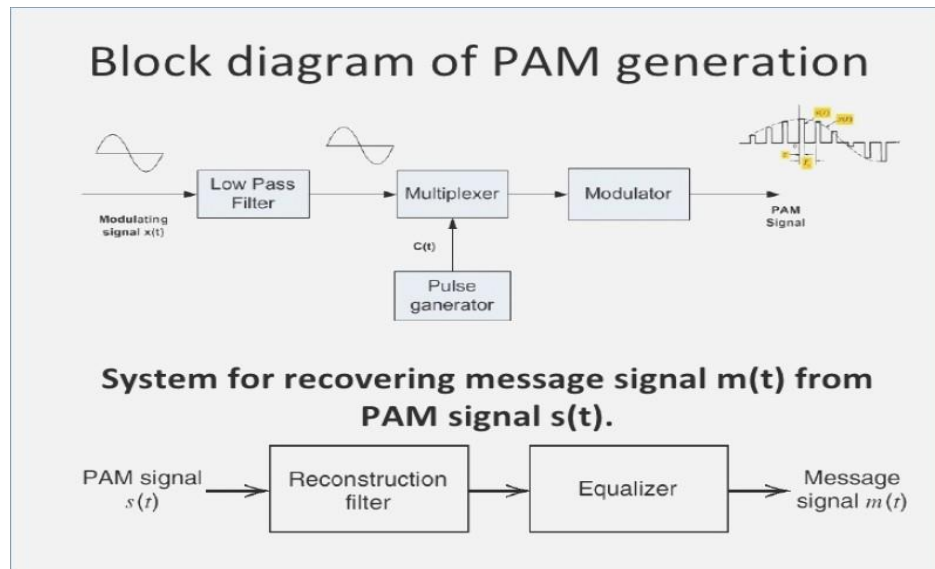 Block diagram of PAM generation
Low Pass
Filter
Multiplexer
Modulator
Modulating
signal x(t)
PAM
Signal
C(t)
Pulse
ganerator
System for recovering message signal m(t) from
PAM signal s(t).
PAM signal
s(t)
Reconstruction
filter
Equalizer
Message
signal m(t)